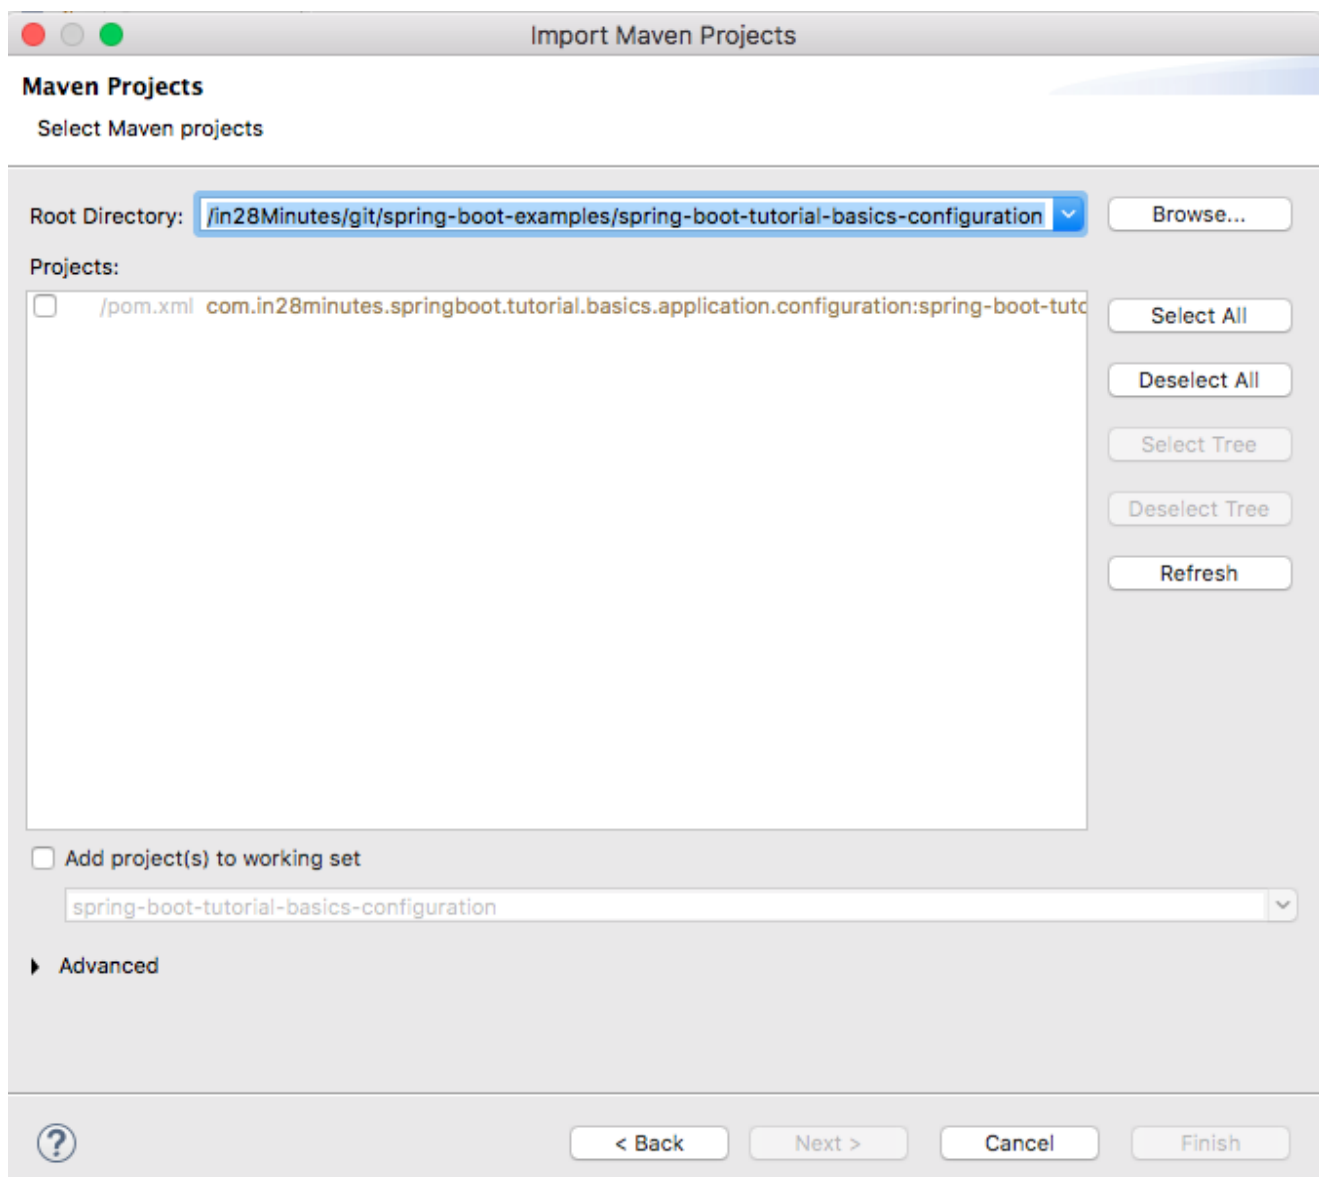 Import Maven Projects
Maven Projects
Select Maven projects
Root Directory: /in28Minutes/git/spring-boot-examples/spring-boot-tutorial-basics-configuration Browse...
Projects:
/pom.xml com.in28minutes.springboot.tutorial.basics.application.configuration:spring-boot-tuto
Select All
Deselect All
Select Tree
Deselect Tree
Refresh
Add project(s) to working set
spring-boot-tutorial-basics-configuration
Advanced
? < Back Next > Cancel Finish